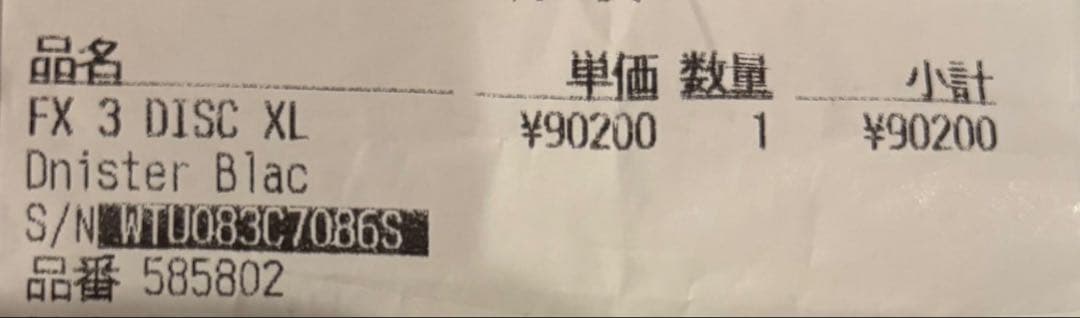 品名 単価 数量 小計
FX 3 DISC XL ¥90200 1 ¥90200
Dnister Blac
S/N WTU083C7086S
品番 585802